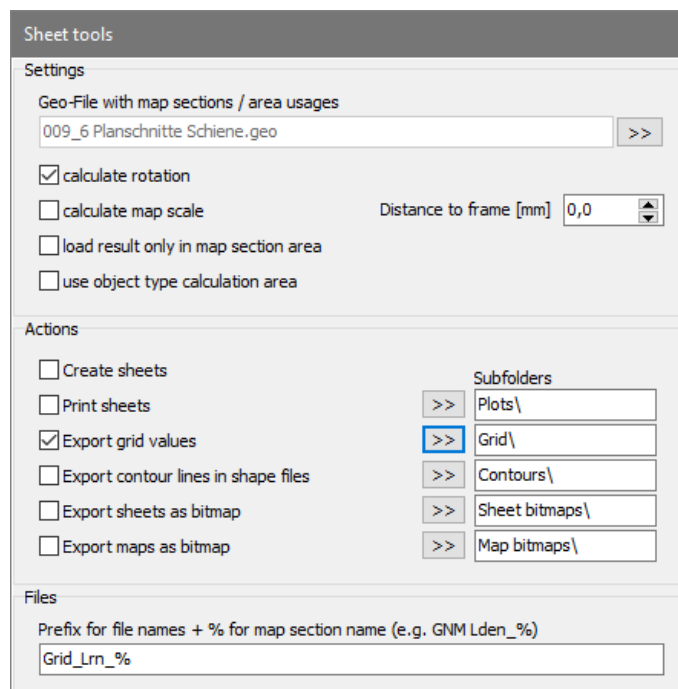 Sheet tools
Settings
Geo-File with map sections / area usages
009_6 Planschnitte Schiene.geo >>
calculate rotation
calculate map scale Distance to frame [mm] 0,0
load result only in map section area
use object type calculation area
Actions
Create sheets
Subfolders
Print sheets >> Plots\
Export grid values >> Grid\
Export contour lines in shape files >> Contours\
Export sheets as bitmap >> Sheet bitmaps\
Export maps as bitmap >> Map bitmaps\
Files
Prefix for file names + % for map section name (e.g. GNM Lden_%)
Grid_Lrn_%